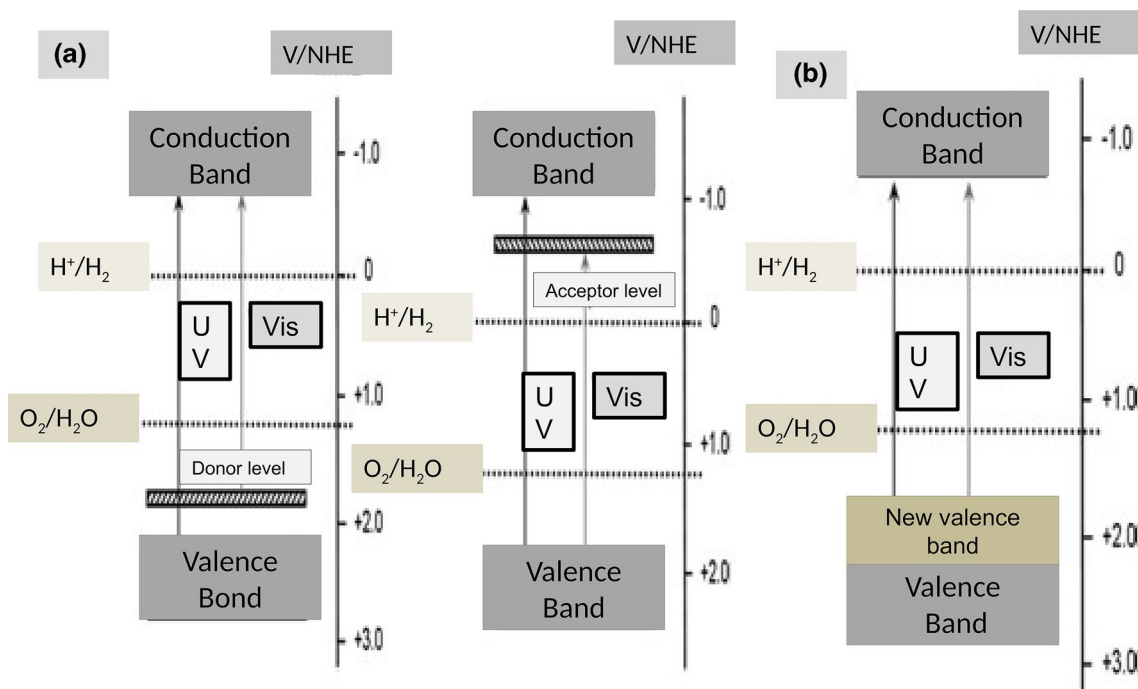 (a)
V/NHE
Conduction
Band
-1.0
H⁺/H₂
0
U
V
Vis
+1.0
O₂/H₂O
Donor level
+2.0
Valence
Bond
+3.0
V/NHE
Conduction
Band
-1.0
Acceptor level
H⁺/H₂
0
U
V
Vis
+1.0
O₂/H₂O
Valence
Band
+2.0
(b)
V/NHE
Conduction
Band
-1.0
H⁺/H₂
0
U
V
Vis
+1.0
O₂/H₂O
New valence
band
+2.0
Valence
Band
+3.0